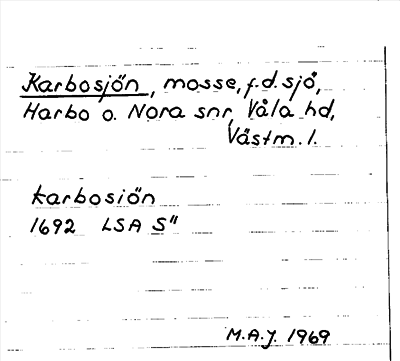 Karbosjön, mosse, f.d. sjö,
Harbo o. Nora snr, Våla hd,
Västm. l.
karbosiön
1692 LSA S"
M.A.J. 1969